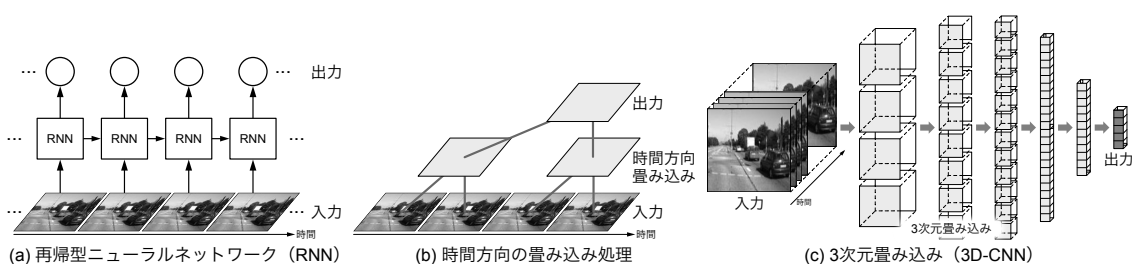 … … 出力
… RNN RNN RNN RNN …
… … 入力
時間
(a) 再帰型ニューラルネットワーク（RNN）
出力
時間方向
畳み込み
入力
時間
(b) 時間方向の畳み込み処理
入力
時間
3次元畳み込み
出力
(c) 3次元畳み込み（3D-CNN）